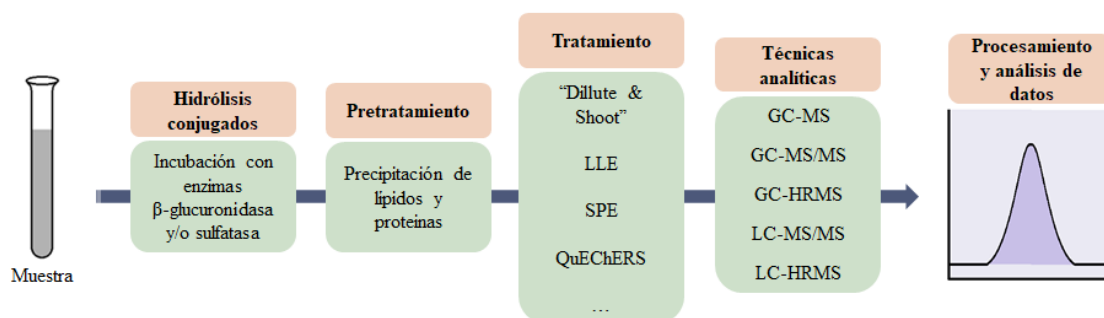 Muestra
Hidrólisis
conjugados
Incubación con
enzimas
β-glucuronidasa
y/o sulfatasa
Pretratamiento
Precipitación de
lípidos y
proteinas
Tratamiento
“Dillute &
Shoot”
LLE
SPE
QuEChERS
...
Técnicas
analíticas
GC-MS
GC-MS/MS
GC-HRMS
LC-MS/MS
LC-HRMS
Procesamiento
y análisis de
datos